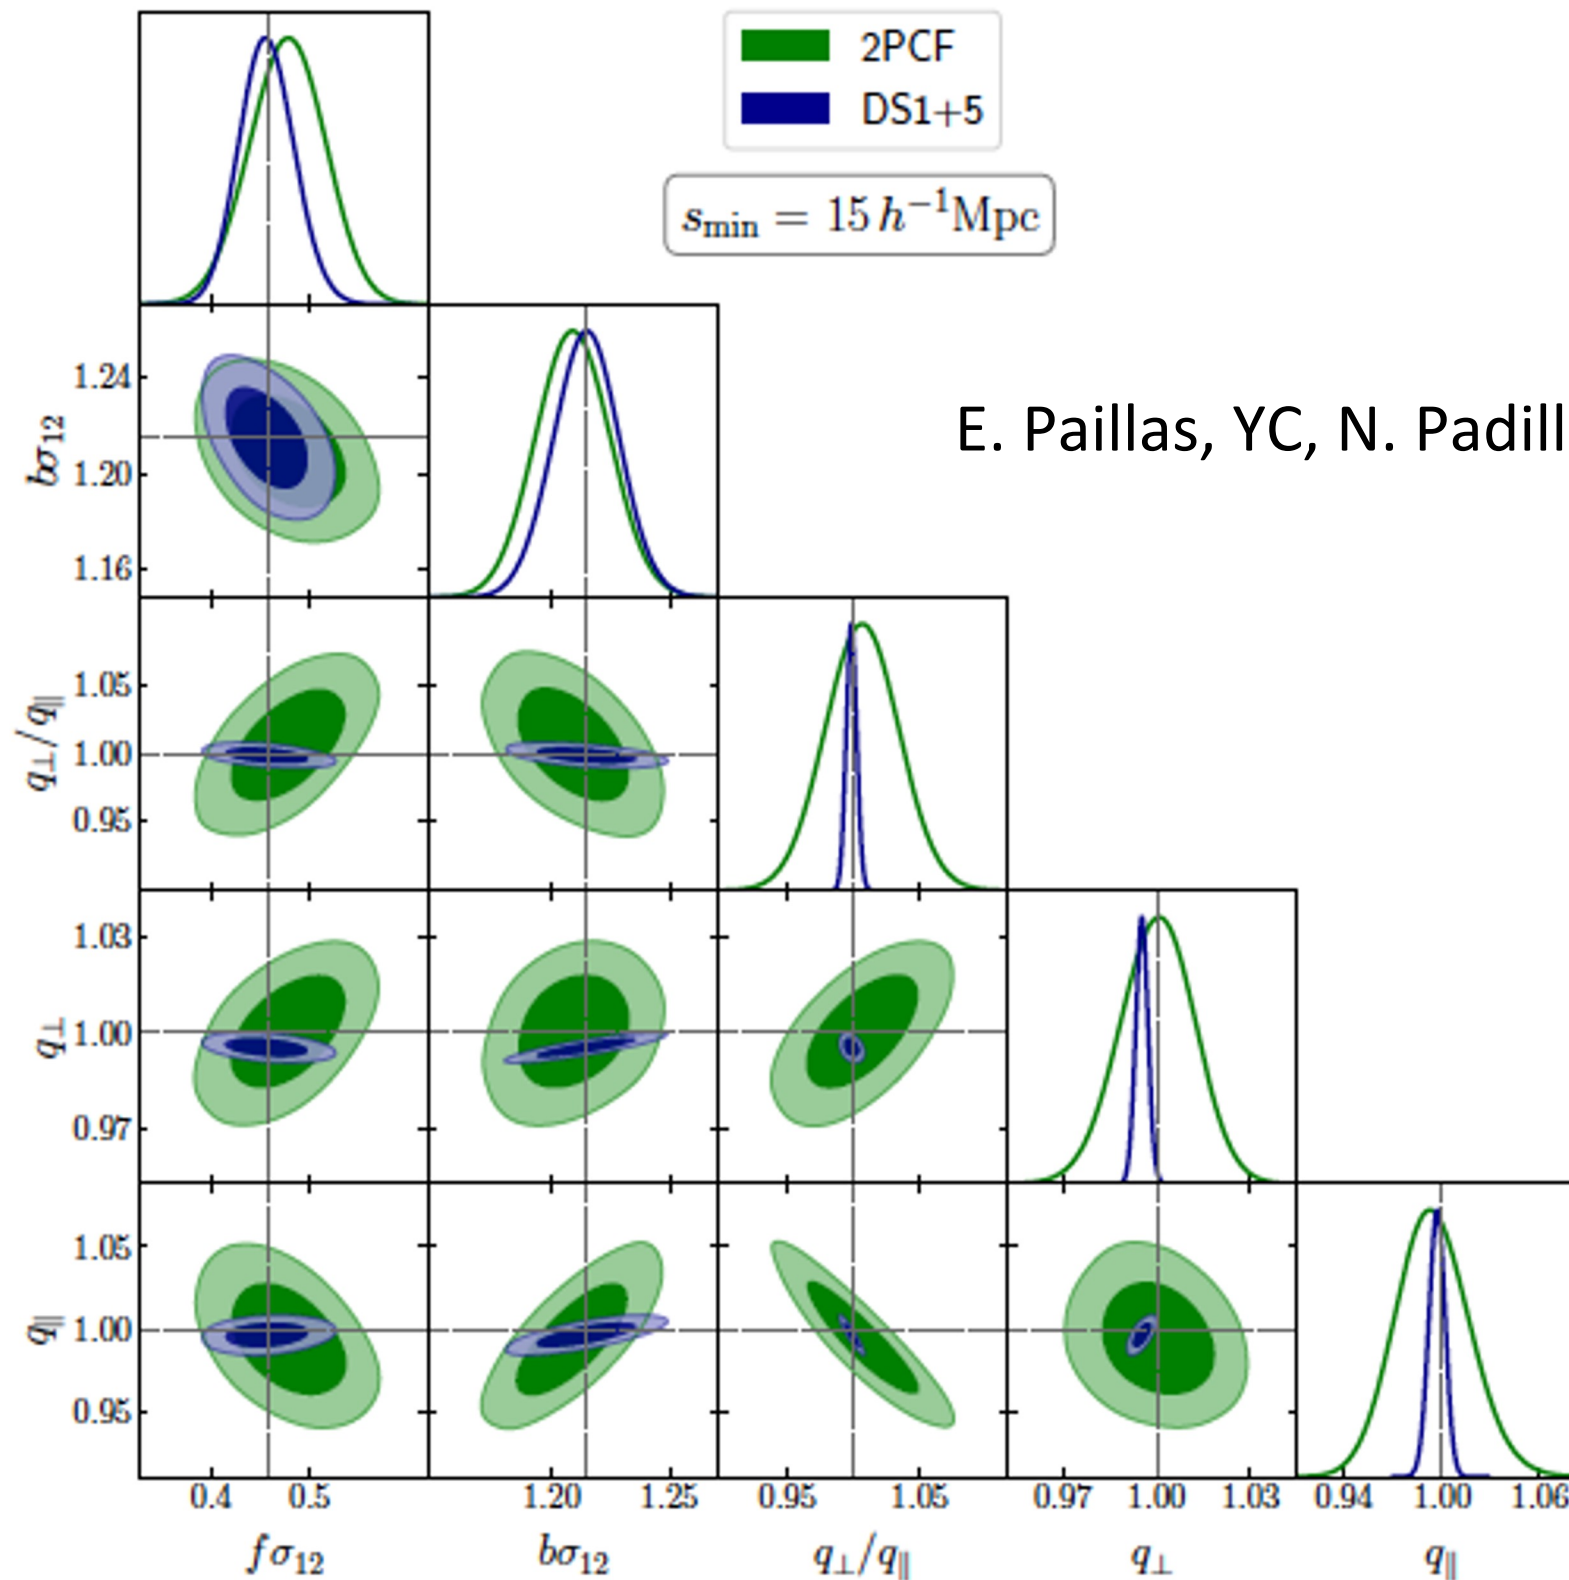 2PCF
DS1+5
s_min = 15 h⁻¹Mpc
E. Paillas, YC, N. Padill
bσ₁₂
1.24
1.20
1.16
q⊥/q∥
1.05
1.00
0.95
q⊥
1.03
1.00
0.97
q∥
1.05
1.00
0.95
0.4 0.5 1.20 1.25 0.95 1.05 0.97 1.00 1.03 0.94 1.00 1.06
fσ₁₂ bσ₁₂ q⊥/q∥ q⊥ q∥